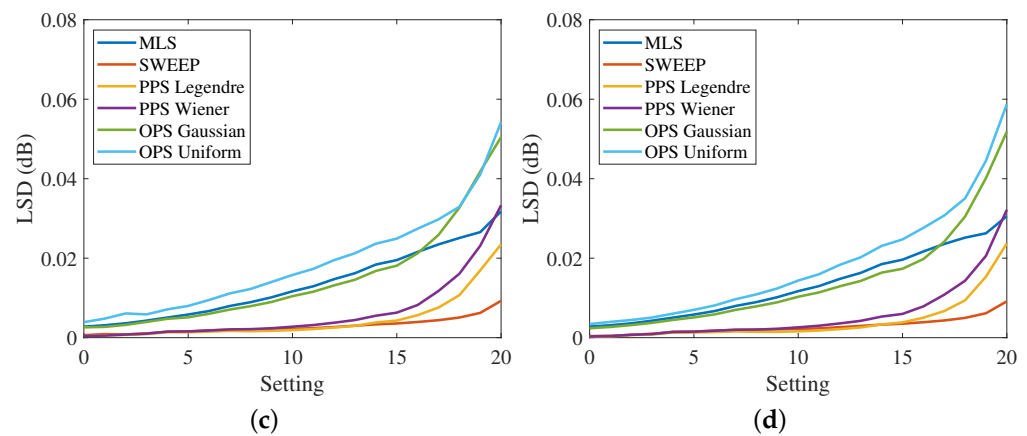 0.08
0.06
0.04
0.02
0
LSD (dB)
MLS
SWEEP
PPS Legendre
PPS Wiener
OPS Gaussian
OPS Uniform
0 5 10 15 20
Setting
(c)
0.08
0.06
0.04
0.02
0
LSD (dB)
MLS
SWEEP
PPS Legendre
PPS Wiener
OPS Gaussian
OPS Uniform
0 5 10 15 20
Setting
(d)